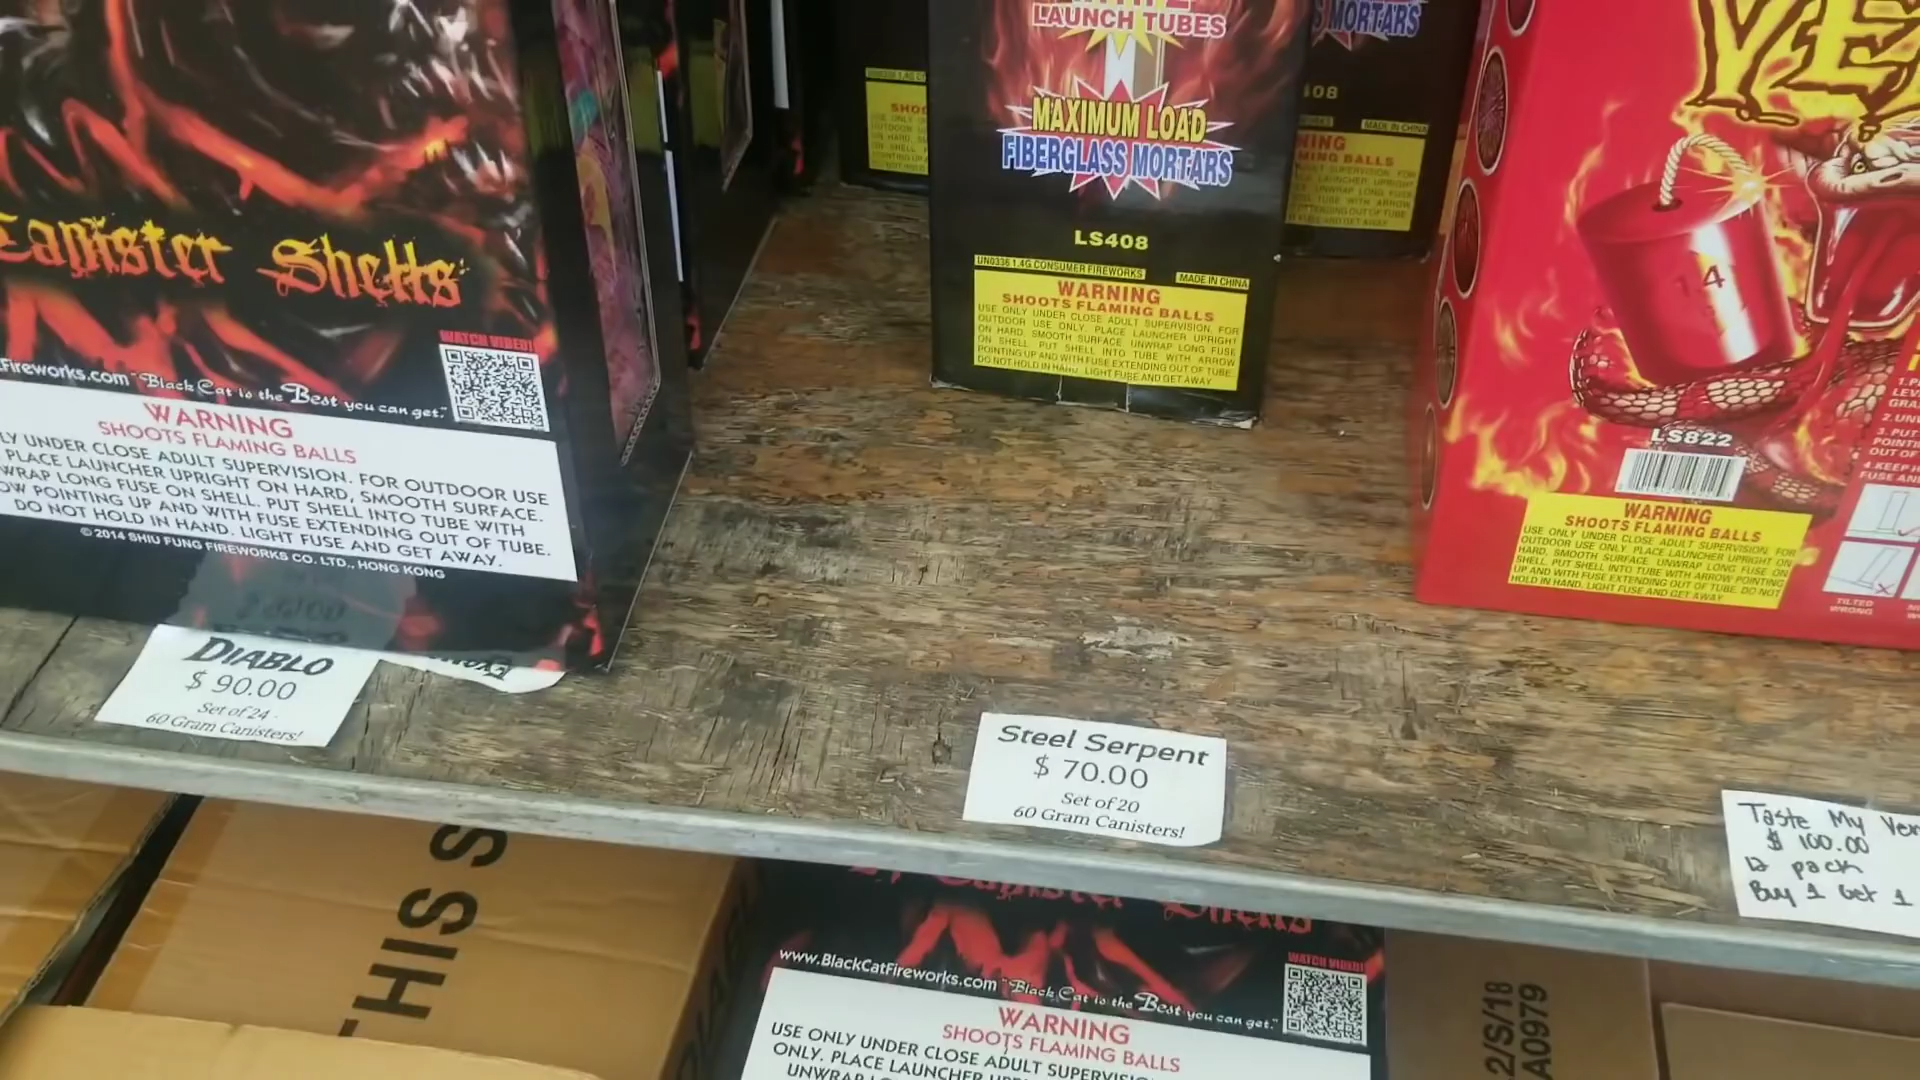 Canister Shells
WATCH VIDEO!
Fireworks.com "Black Cat is the Best you can get."
WARNING
SHOOTS FLAMING BALLS
LY UNDER CLOSE ADULT SUPERVISION. FOR OUTDOOR USE
PLACE LAUNCHER UPRIGHT ON HARD, SMOOTH SURFACE.
WRAP LONG FUSE ON SHELL. PUT SHELL INTO TUBE WITH
OW POINTING UP AND WITH FUSE EXTENDING OUT OF TUBE.
DO NOT HOLD IN HAND. LIGHT FUSE AND GET AWAY.
© 2014 SHIU FUNG FIREWORKS CO. LTD., HONG KONG
DIABLO
$ 90.00
Set of 24 -
60 Gram Canisters!
LAUNCH TUBES
MAXIMUM LOAD
FIBERGLASS MORTARS
LS408
UN0336 1.4G CONSUMER FIREWORKS
MADE IN CHINA
WARNING
SHOOTS FLAMING BALLS
USE ONLY UNDER CLOSE ADULT SUPERVISION. FOR
OUTDOOR USE ONLY. PLACE LAUNCHER UPRIGHT
ON HARD, SMOOTH SURFACE. UNWRAP LONG FUSE
ON SHELL. PUT SHELL INTO TUBE WITH ARROW
POINTING UP AND WITH FUSE EXTENDING OUT OF TUBE.
DO NOT HOLD IN HAND. LIGHT FUSE AND GET AWAY
S MORTARS
408
MADE IN CHINA
NING
MING BALLS
Steel Serpent
$ 70.00
Set of 20
60 Gram Canisters!
VE
1.4
LS822
WARNING
SHOOTS FLAMING BALLS
USE ONLY UNDER CLOSE ADULT SUPERVISION. FOR
OUTDOOR USE ONLY. PLACE LAUNCHER UPRIGHT ON
HARD, SMOOTH SURFACE. UNWRAP LONG FUSE ON
SHELL. PUT SHELL INTO TUBE WITH ARROW POINTING
UP AND WITH FUSE EXTENDING OUT OF TUBE. DO NOT
HOLD IN HAND. LIGHT FUSE AND GET AWAY
TILTED
WRONG
Taste My Ven
$ 100.00
12 pack
Buy 1 Get 1
THIS S
Canister Shells
WATCH VIDEO!
www.BlackCatFireworks.com "Black Cat is the Best you can get."
WARNING
SHOOTS FLAMING BALLS
USE ONLY UNDER CLOSE ADULT SUPERVISI
ONLY. PLACE LAUNCHER
2/S/18
A0979